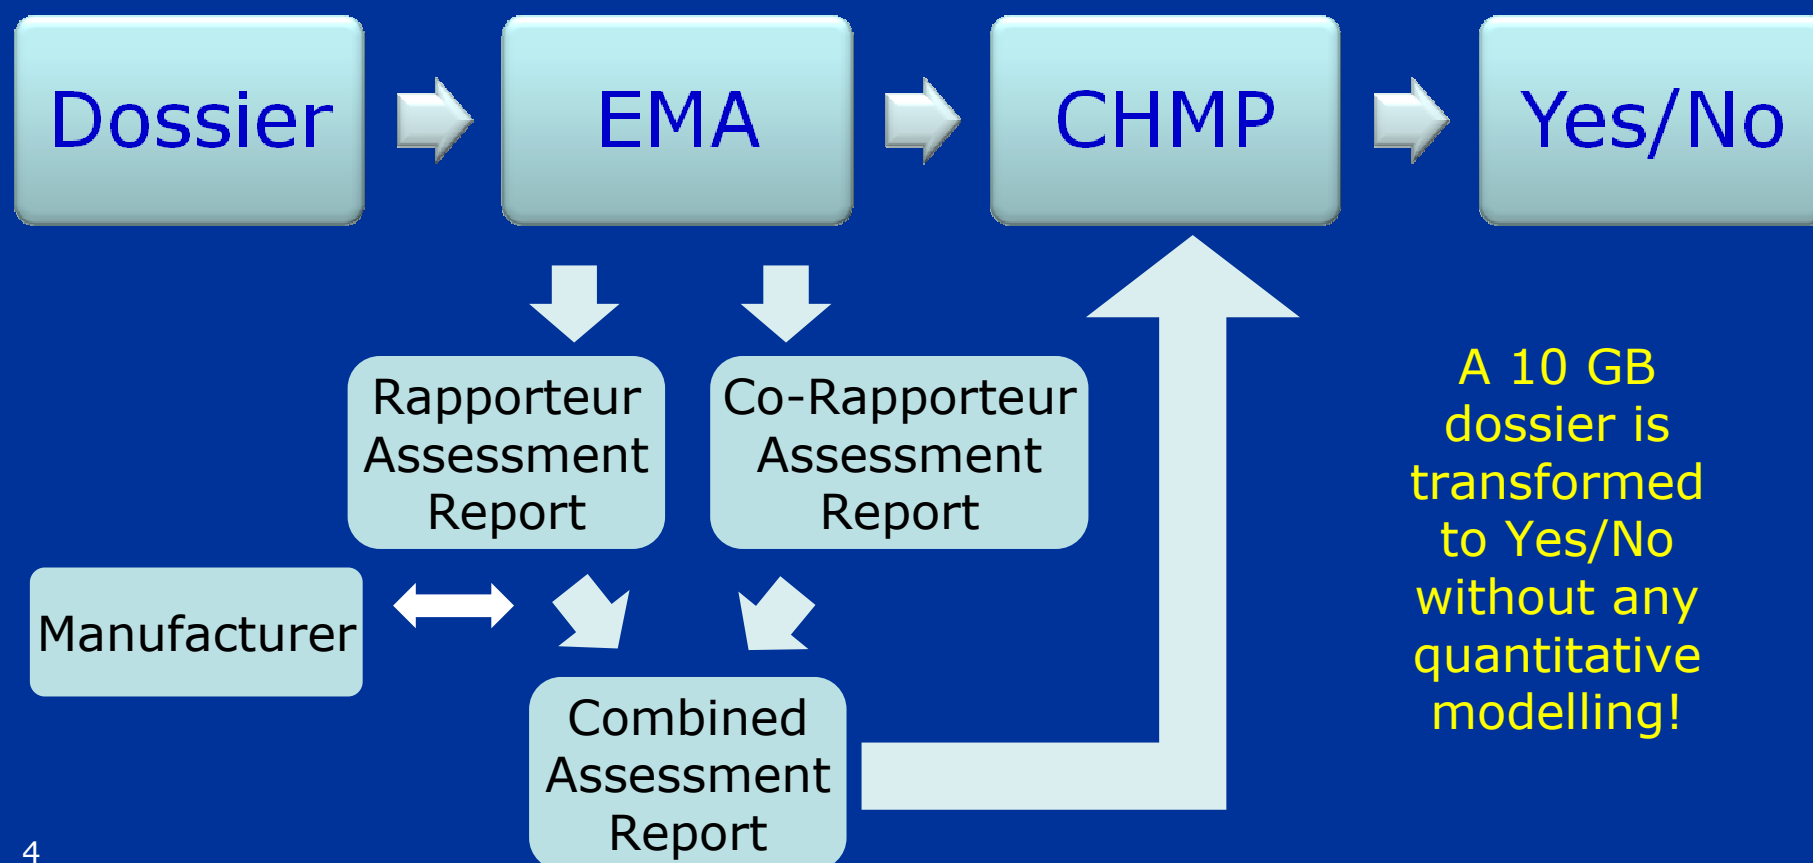 Dossier
EMA
CHMP
Yes/No
Rapporteur
Assessment
Report
Co-Rapporteur
Assessment
Report
Manufacturer
Combined
Assessment
Report
A 10 GB
dossier is
transformed
to Yes/No
without any
quantitative
modelling!
4